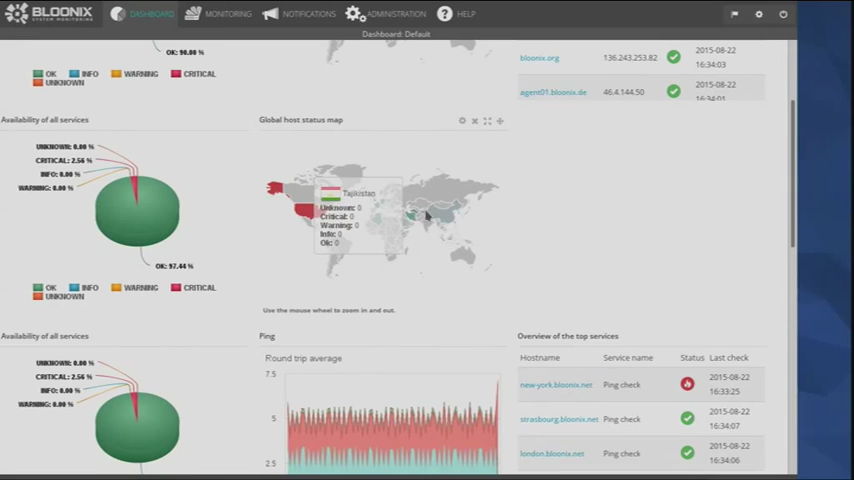 BLOONIX
SYSTEM MONITORING
DASHBOARD
MONITORING
NOTIFICATIONS
ADMINISTRATION
? HELP
Dashboard: Default
OK: 98.00 %
OK INFO WARNING CRITICAL
UNKNOWN
bloonix.org 136.243.253.82 2015-08-22
16:34:03
agent01.bloonix.de 46.4.144.50 2015-08-22
16:34:01
Availability of all services
UNKNOWN: 0.00 %
CRITICAL: 2.56 %
INFO: 0.00 %
WARNING: 0.00 %
OK: 97.44 %
OK INFO WARNING CRITICAL
UNKNOWN
Global host status map
Tajikistan
Unknown: 0
Critical: 0
Warning: 0
Info: 0
Ok: 0
Use the mouse wheel to zoom in and out.
Availability of all services
UNKNOWN: 0.00 %
CRITICAL: 2.56 %
INFO: 0.00 %
WARNING: 0.00 %
Ping
Round trip average
7.5
5
2.5
Overview of the top services
Hostname Service name Status Last check
new-york.bloonix.net Ping check 2015-08-22
16:33:25
strasbourg.bloonix.net Ping check 2015-08-22
16:34:07
london.bloonix.net Ping check 2015-08-22
16:34:06